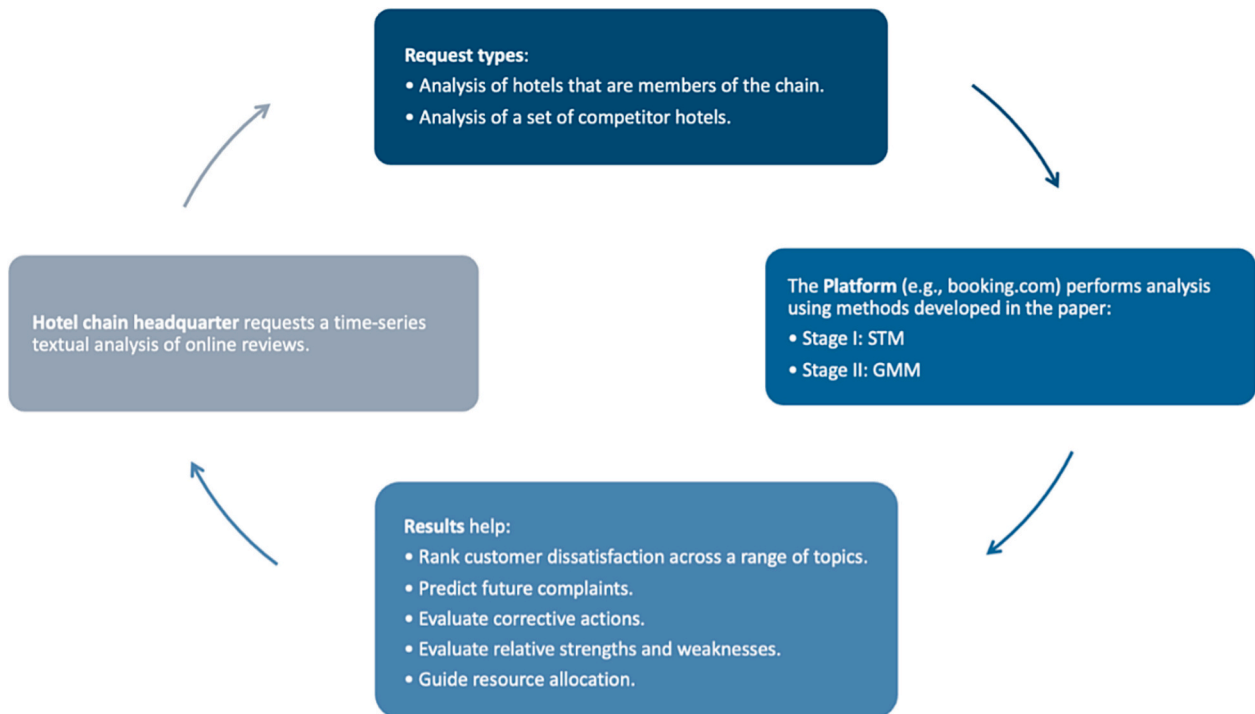 Request types:
• Analysis of hotels that are members of the chain.
• Analysis of a set of competitor hotels.
The Platform (e.g., booking.com) performs analysis
using methods developed in the paper:
• Stage I: STM
• Stage II: GMM
Results help:
• Rank customer dissatisfaction across a range of topics.
• Predict future complaints.
• Evaluate corrective actions.
• Evaluate relative strengths and weaknesses.
• Guide resource allocation.
Hotel chain headquarter requests a time-series
textual analysis of online reviews.